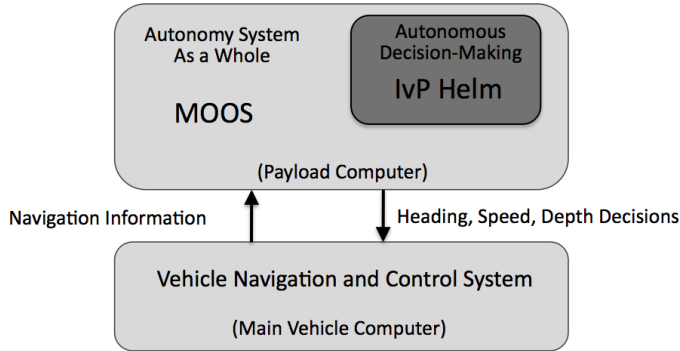 Autonomy System
As a Whole
MOOS
Autonomous
Decision-Making
IvP Helm
(Payload Computer)
Navigation Information
Heading, Speed, Depth Decisions
Vehicle Navigation and Control System
(Main Vehicle Computer)